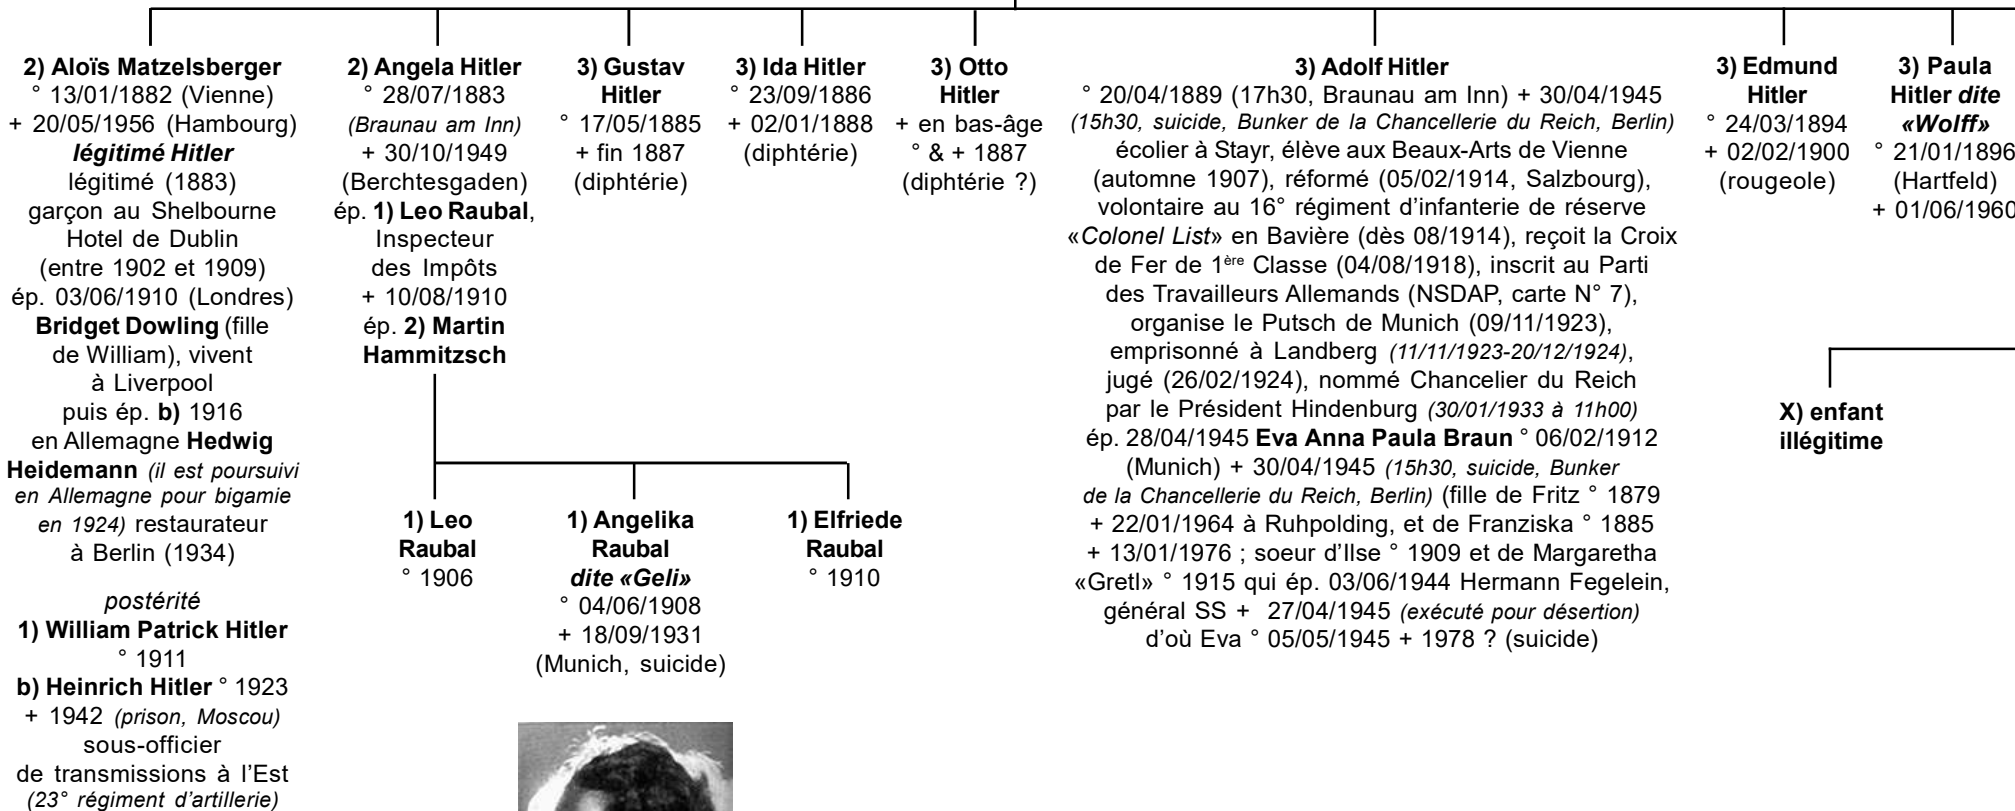 2) Aloïs Matzelsberger
° 13/01/1882 (Vienne)
+ 20/05/1956 (Hambourg)
légitimé Hitler
légitimé (1883)
garçon au Shelbourne
Hotel de Dublin
(entre 1902 et 1909)
ép. 03/06/1910 (Londres)
Bridget Dowling (fille
de William), vivent
à Liverpool
puis ép. b) 1916
en Allemagne Hedwig
Heidemann (il est poursuivi
en Allemagne pour bigamie
en 1924) restaurateur
à Berlin (1934)
postérité
1) William Patrick Hitler
° 1911
b) Heinrich Hitler ° 1923
+ 1942 (prison, Moscou)
sous-officier
de transmissions à l'Est
(23° régiment d'artillerie)
2) Angela Hitler
° 28/07/1883
(Braunau am Inn)
+ 30/10/1949
(Berchtesgaden)
ép. 1) Leo Raubal,
Inspecteur
des Impôts
+ 10/08/1910
ép. 2) Martin
Hammitzsch
1) Leo
Raubal
° 1906
1) Angelika
Raubal
dite «Geli»
° 04/06/1908
+ 18/09/1931
(Munich, suicide)
1) Elfriede
Raubal
° 1910
3) Gustav
Hitler
° 17/05/1885
+ fin 1887
(diphtérie)
3) Ida Hitler
° 23/09/1886
+ 02/01/1888
(diphtérie)
3) Otto
Hitler
+ en bas-âge
° & + 1887
(diphtérie ?)
3) Adolf Hitler
° 20/04/1889 (17h30, Braunau am Inn) + 30/04/1945
(15h30, suicide, Bunker de la Chancellerie du Reich, Berlin)
écolier à Stayr, élève aux Beaux-Arts de Vienne
(automne 1907), réformé (05/02/1914, Salzbourg),
volontaire au 16° régiment d'infanterie de réserve
«Colonel List» en Bavière (dès 08/1914), reçoit la Croix
de Fer de 1ère Classe (04/08/1918), inscrit au Parti
des Travailleurs Allemands (NSDAP, carte N° 7),
organise le Putsch de Munich (09/11/1923),
emprisonné à Landberg (11/11/1923-20/12/1924),
jugé (26/02/1924), nommé Chancelier du Reich
par le Président Hindenburg (30/01/1933 à 11h00)
ép. 28/04/1945 Eva Anna Paula Braun ° 06/02/1912
(Munich) + 30/04/1945 (15h30, suicide, Bunker
de la Chancellerie du Reich, Berlin) (fille de Fritz ° 1879
+ 22/01/1964 à Ruhpolding, et de Franziska ° 1885
+ 13/01/1976 ; soeur d'Ilse ° 1909 et de Margaretha
«Gretl» ° 1915 qui ép. 03/06/1944 Hermann Fegelein,
général SS + 27/04/1945 (exécuté pour désertion)
d'où Eva ° 05/05/1945 + 1978 ? (suicide)
3) Edmund
Hitler
° 24/03/1894
+ 02/02/1900
(rougeole)
3) Paula
Hitler dite
«Wolff»
° 21/01/1896
(Hartfeld)
+ 01/06/1960
X) enfant
illégitime